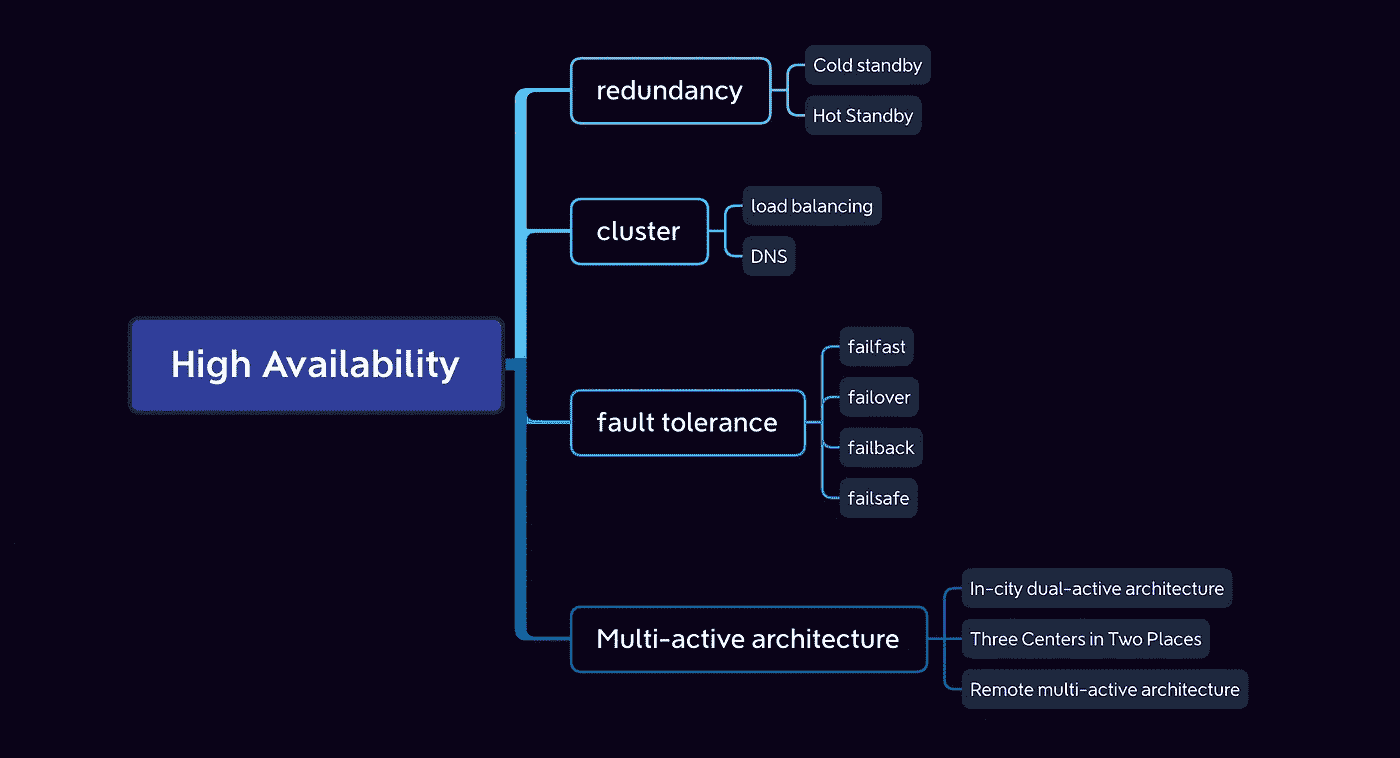 High Availability
redundancy
Cold standby
Hot Standby
cluster
load balancing
DNS
fault tolerance
failfast
failover
failback
failsafe
Multi-active architecture
In-city dual-active architecture
Three Centers in Two Places
Remote multi-active architecture